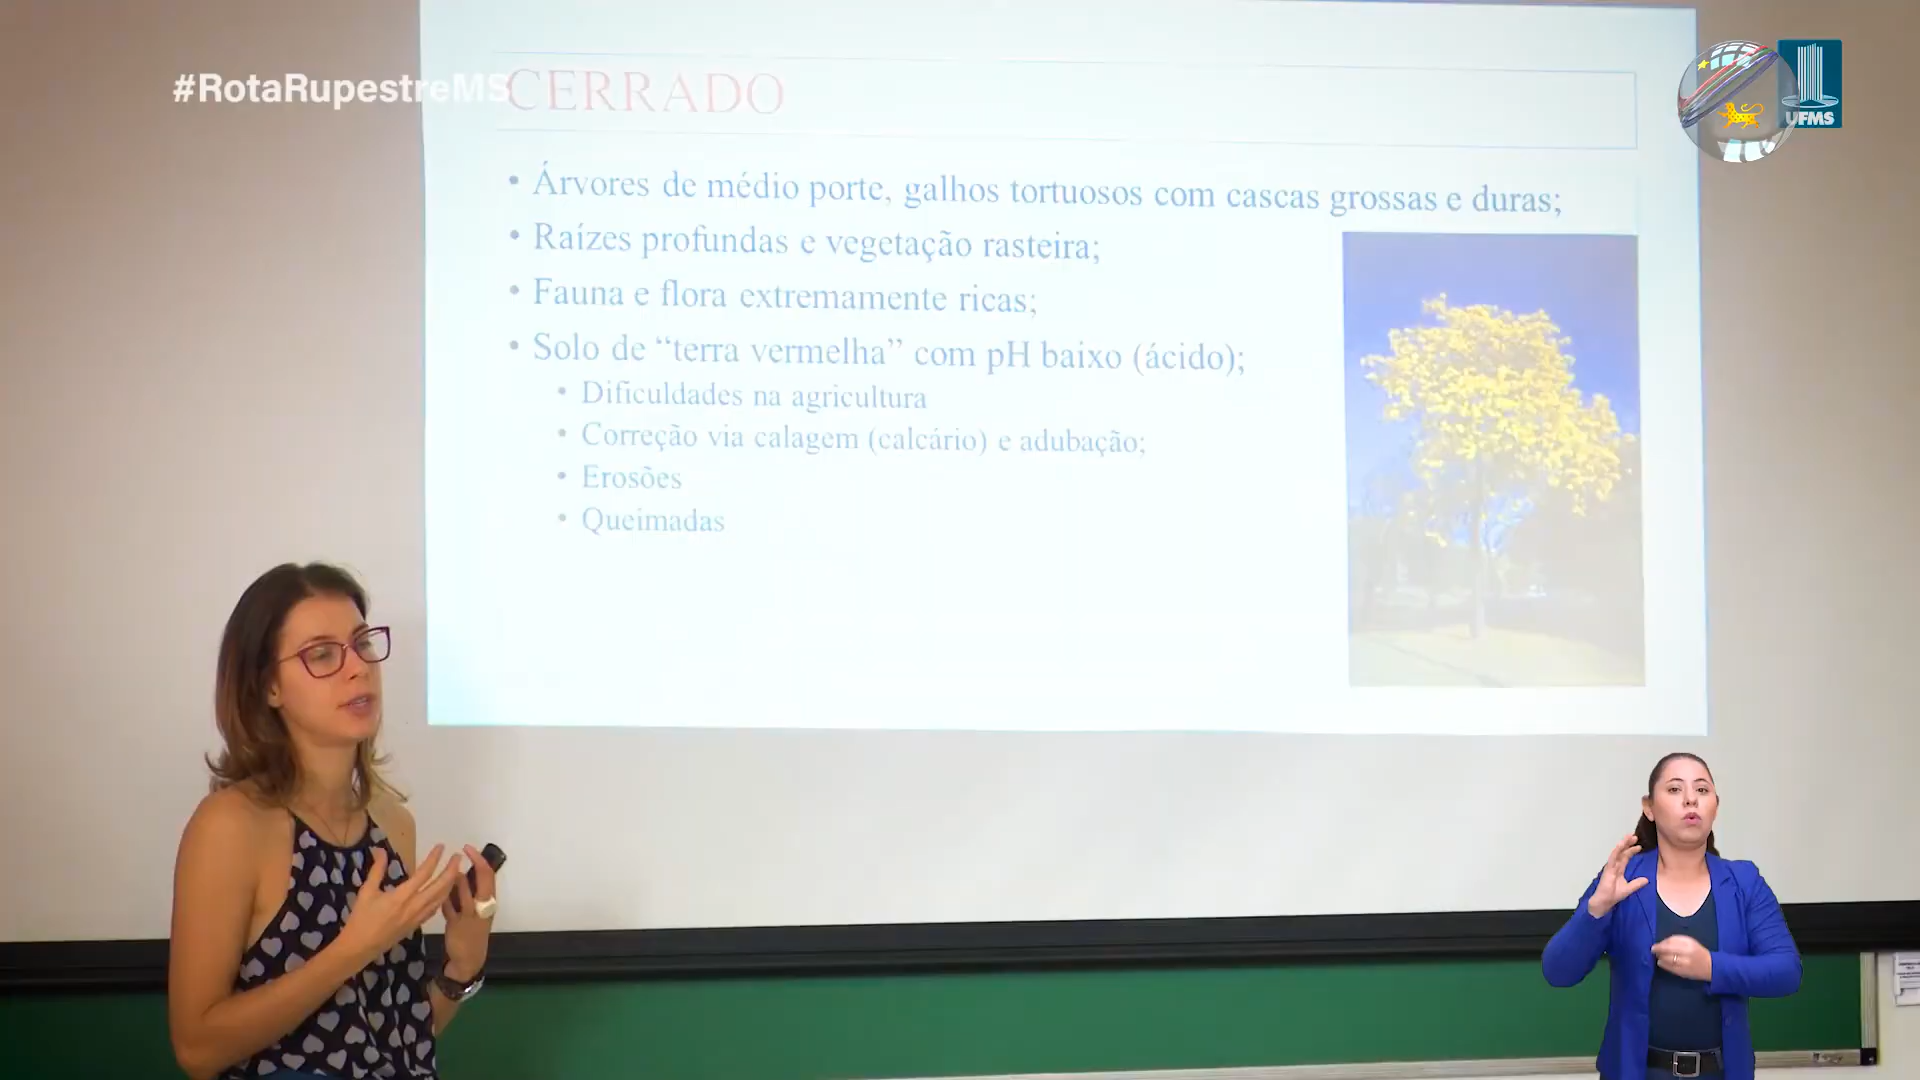 #RotaRupestreMS
CERRADO
UFMS
• Árvores de médio porte, galhos tortuosos com cascas grossas e duras;
• Raízes profundas e vegetação rasteira;
• Fauna e flora extremamente ricas;
• Solo de “terra vermelha” com pH baixo (ácido);
• Dificuldades na agricultura
• Correção via calagem (calcário) e adubação;
• Erosões
• Queimadas